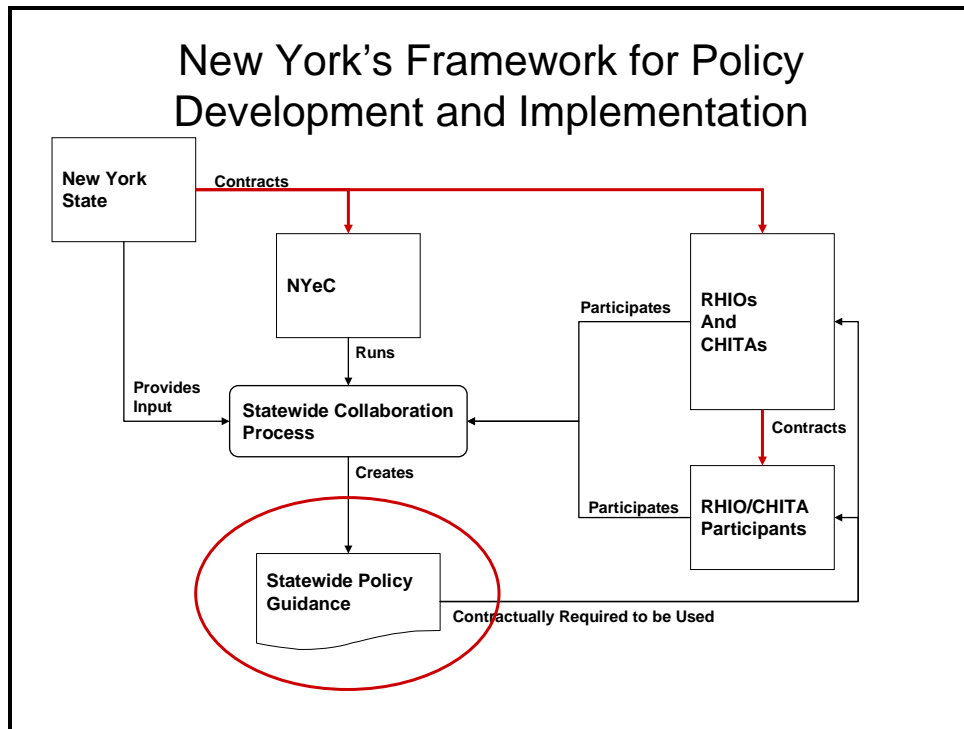 New York's Framework for Policy
Development and Implementation
New York
State
Contracts
NYeC
RHIOs
And
CHITAs
Participates
Runs
Provides
Input
Statewide Collaboration
Process
Contracts
Creates
Participates
RHIO/CHITA
Participants
Statewide Policy
Guidance
Contractually Required to be Used